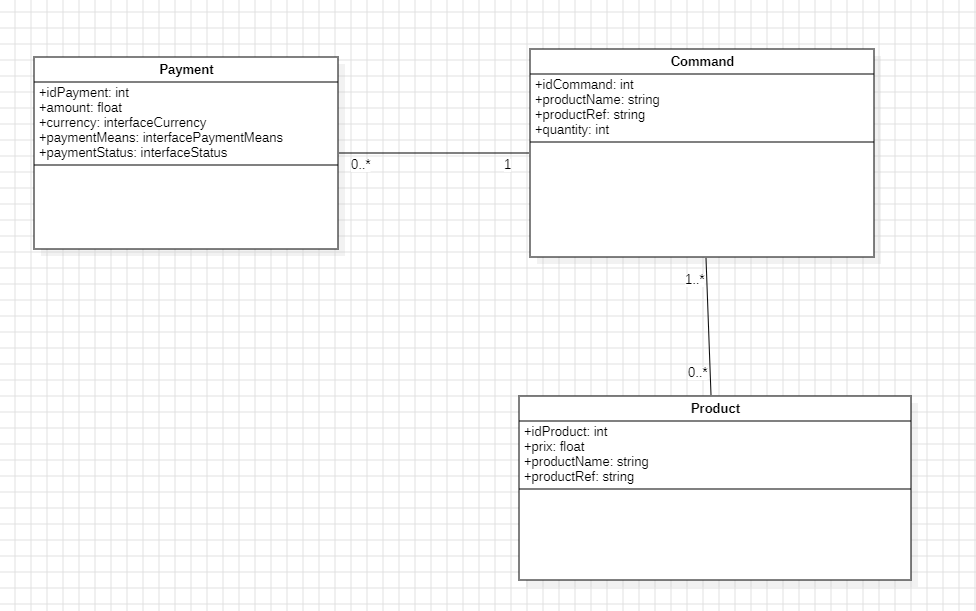 Payment
+idPayment: int
+amount: float
+currency: interfaceCurrency
+paymentMeans: interfacePaymentMeans
+paymentStatus: interfaceStatus
0..*
1
Command
+idCommand: int
+productName: string
+productRef: string
+quantity: int
1..*
0..*
Product
+idProduct: int
+prix: float
+productName: string
+productRef: string